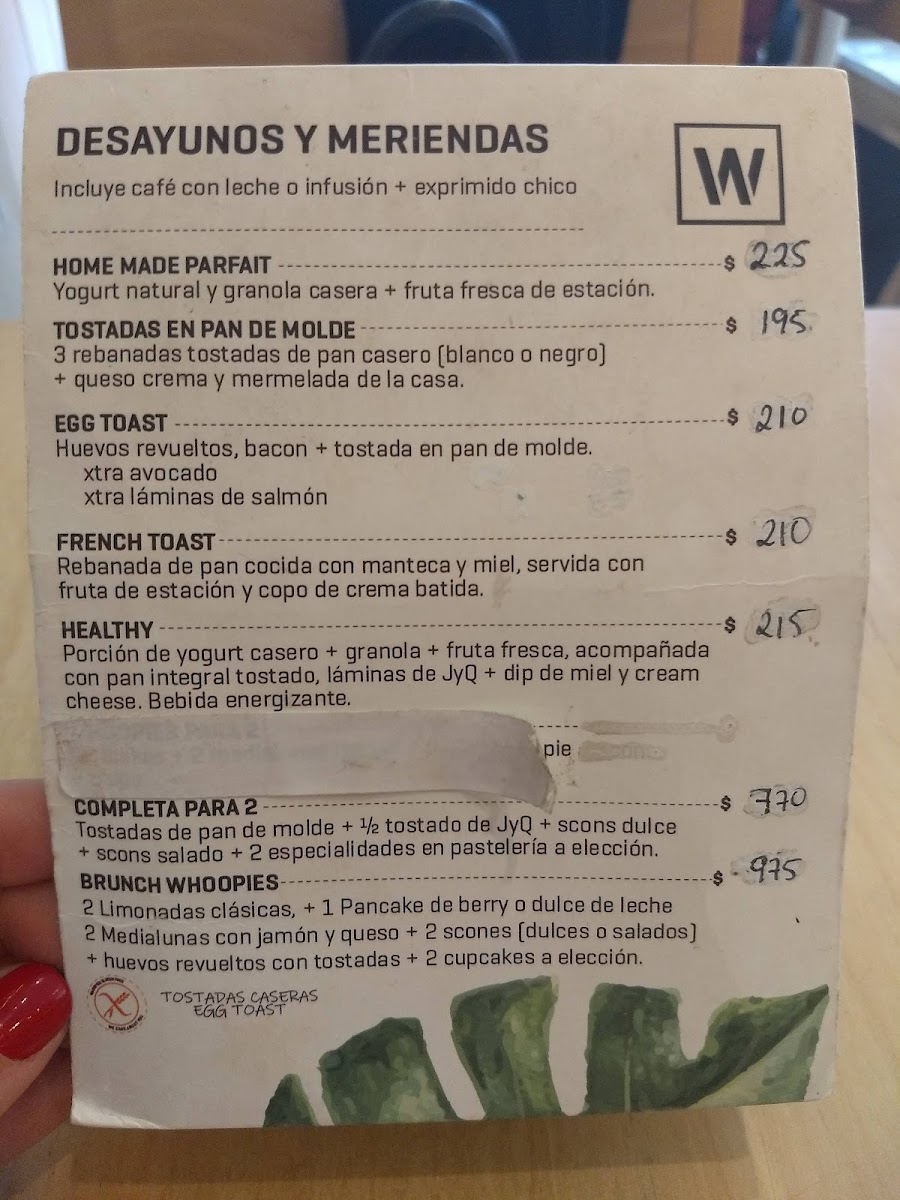 DESAYUNOS Y MERIENDAS
W
Incluye café con leche o infusión + exprimido chico
HOME MADE PARFAIT $ 225
Yogurt natural y granola casera + fruta fresca de estación.
TOSTADAS EN PAN DE MOLDE $ 195
3 rebanadas tostadas de pan casero (blanco o negro)
+ queso crema y mermelada de la casa.
EGG TOAST $ 210
Huevos revueltos, bacon + tostada en pan de molde.
xtra avocado
xtra láminas de salmón
FRENCH TOAST $ 210
Rebanada de pan cocida con manteca y miel, servida con
fruta de estación y copo de crema batida.
HEALTHY $ 215
Porción de yogurt casero + granola + fruta fresca, acompañada
con pan integral tostado, láminas de JyQ + dip de miel y cream
cheese. Bebida energizante.
pie
COMPLETA PARA 2 $ 770
Tostadas de pan de molde + ½ tostado de JyQ + scons dulce
+ scons salado + 2 especialidades en pastelería a elección.
BRUNCH WHOOPIES $ 975
2 Limonadas clásicas, + 1 Pancake de berry o dulce de leche
2 Medialunas con jamón y queso + 2 scones (dulces o salados)
+ huevos revueltos con tostadas + 2 cupcakes a elección.
TOSTADAS CASERAS
EGG TOAST